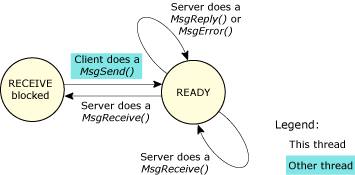 Server does a
MsgReply() or
MsgError()
Client does a
MsgSend()
RECEIVE
blocked
READY
Server does a
MsgReceive()
Server does a
MsgReceive()
Legend:
This thread
Other thread